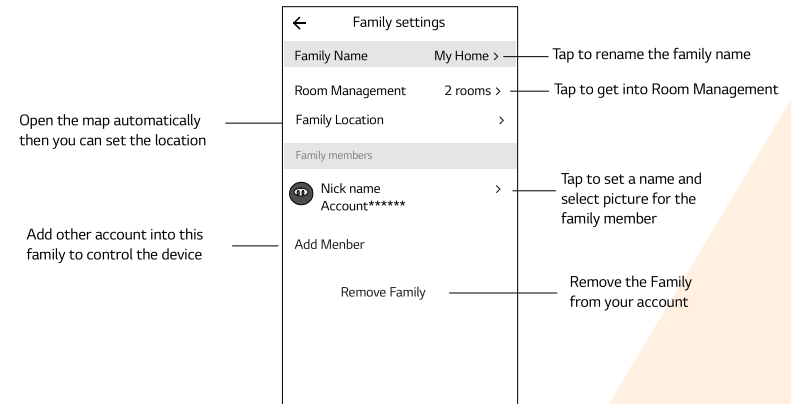 Family settings
Family Name My Home >
Tap to rename the family name
Room Management 2 rooms >
Tap to get into Room Management
Open the map automatically
then you can set the location
Family Location >
Family members
Nick name >
Account******
Tap to set a name and
select picture for the
family member
Add other account into this
family to control the device
Add Menber
Remove Family
Remove the Family
from your account